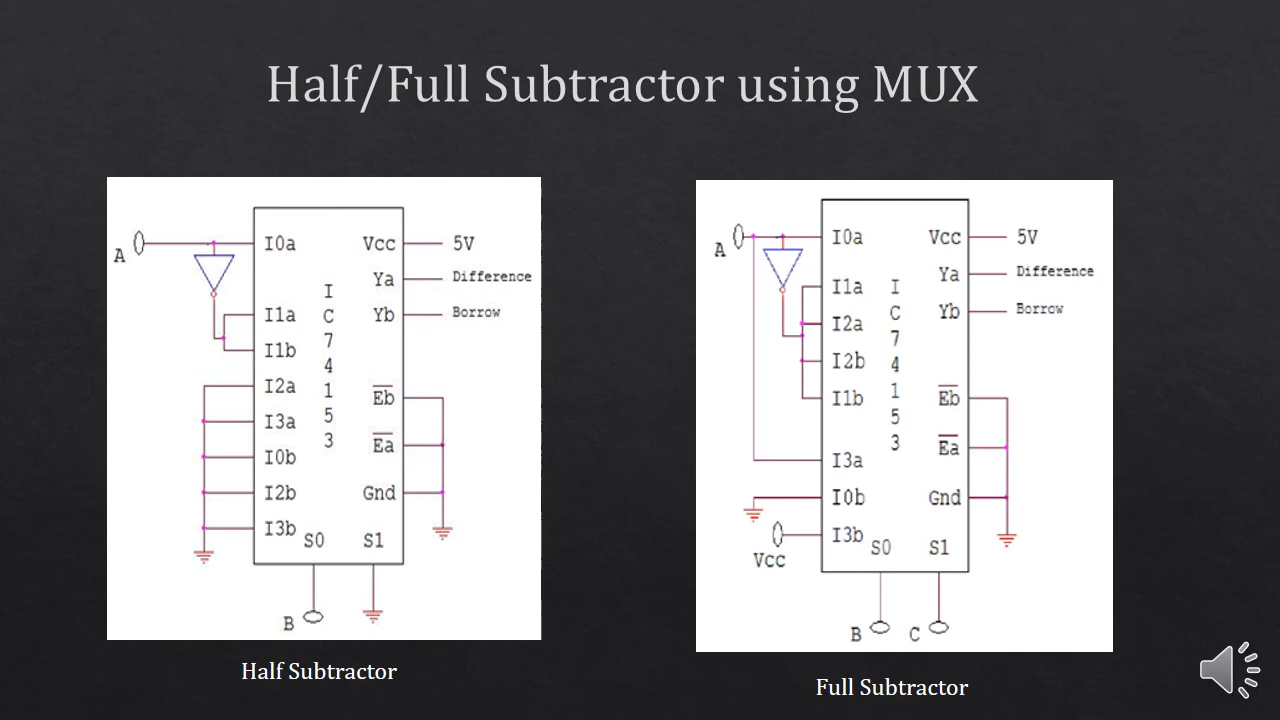 Half/Full Subtractor using MUX
A
I0a
I1a
I1b
I2a
I3a
I0b
I2b
I3b
I
C
7
4
1
5
3
Vcc
5V
Ya
Difference
Yb
Borrow
Eb
Ea
Gnd
S0
S1
B
Half Subtractor
A
I0a
I1a
I2a
I2b
I1b
I3a
I0b
I3b
Vcc
I
C
7
4
1
5
3
Vcc
5V
Ya
Difference
Yb
Borrow
Eb
Ea
Gnd
S0
S1
B
C
Full Subtractor